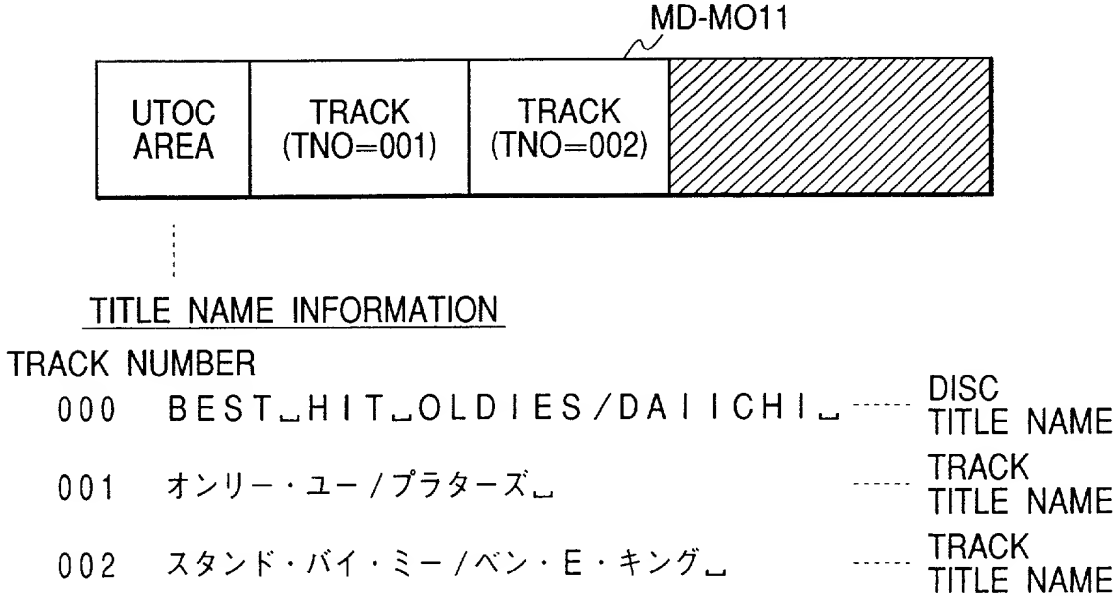 MD-MO11
UTOC
AREA
TRACK
(TNO=001)
TRACK
(TNO=002)
TITLE NAME INFORMATION
TRACK NUMBER
000 BEST␣HIT␣OLDIES/DAIICHI␣ ------ DISC
TITLE NAME
001 オンリー・ユー/プラターズ␣ ------ TRACK
TITLE NAME
002 スタンド・バイ・ミー/ベン・E・キング␣ ------ TRACK
TITLE NAME